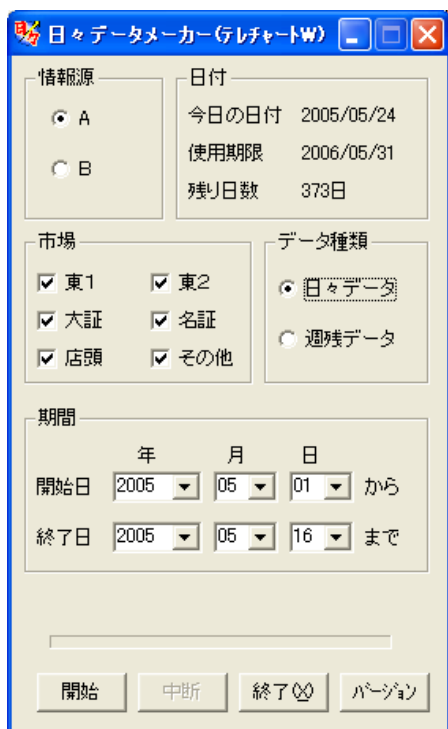 日々データメーカー(テレチャートW)
情報源
A
B
日付
今日の日付 2005/05/24
使用期限 2006/05/31
残り日数 373日
市場
東1 東2
大証 名証
店頭 その他
データ種類
日々データ
週残データ
期間
年 月 日
開始日 2005 05 01 から
終了日 2005 05 16 まで
開始 中断 終了(X) バージョン